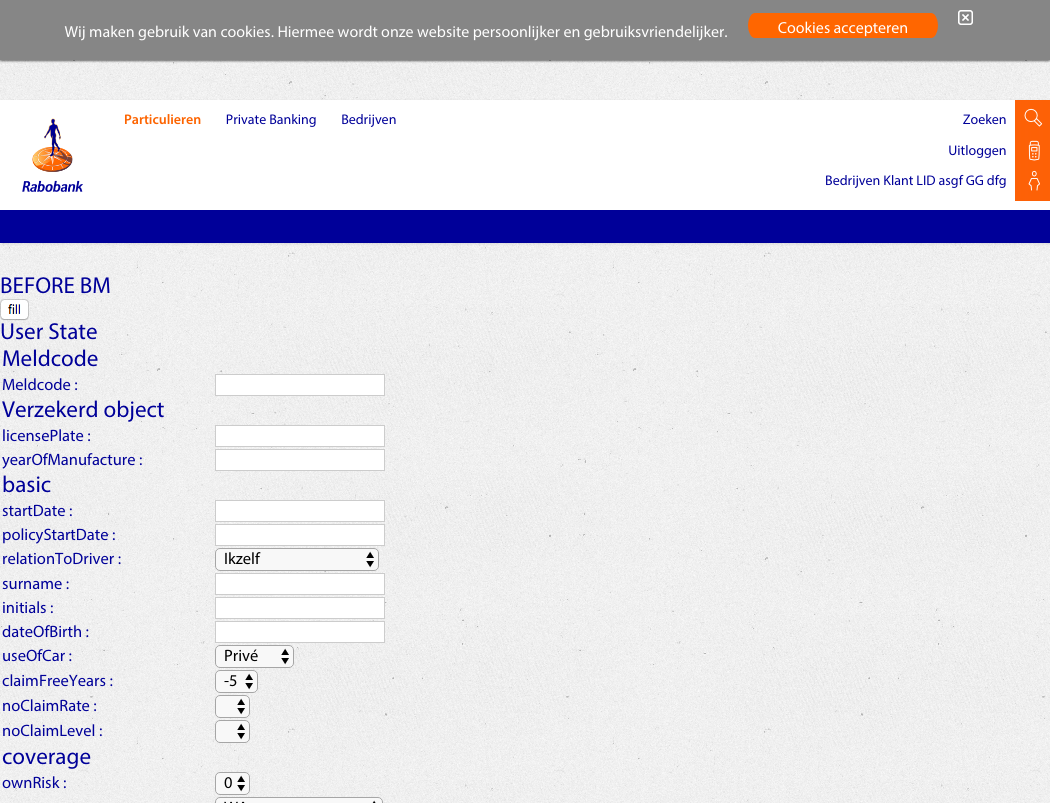 Wij maken gebruik van cookies. Hiermee wordt onze website persoonlijker en gebruiksvriendelijker.
Cookies accepteren
Particulieren
Private Banking
Bedrijven
Zoeken
Uitloggen
Bedrijven Klant LID asgf GG dfg
Rabobank
BEFORE BM
fill
User State
Meldcode
Meldcode :
Verzekerd object
licensePlate :
yearOfManufacture :
basic
startDate :
policyStartDate :
relationToDriver : Ikzelf
surname :
initials :
dateOfBirth :
useOfCar : Privé
claimFreeYears : -5
noClaimRate :
noClaimLevel :
coverage
ownRisk : 0